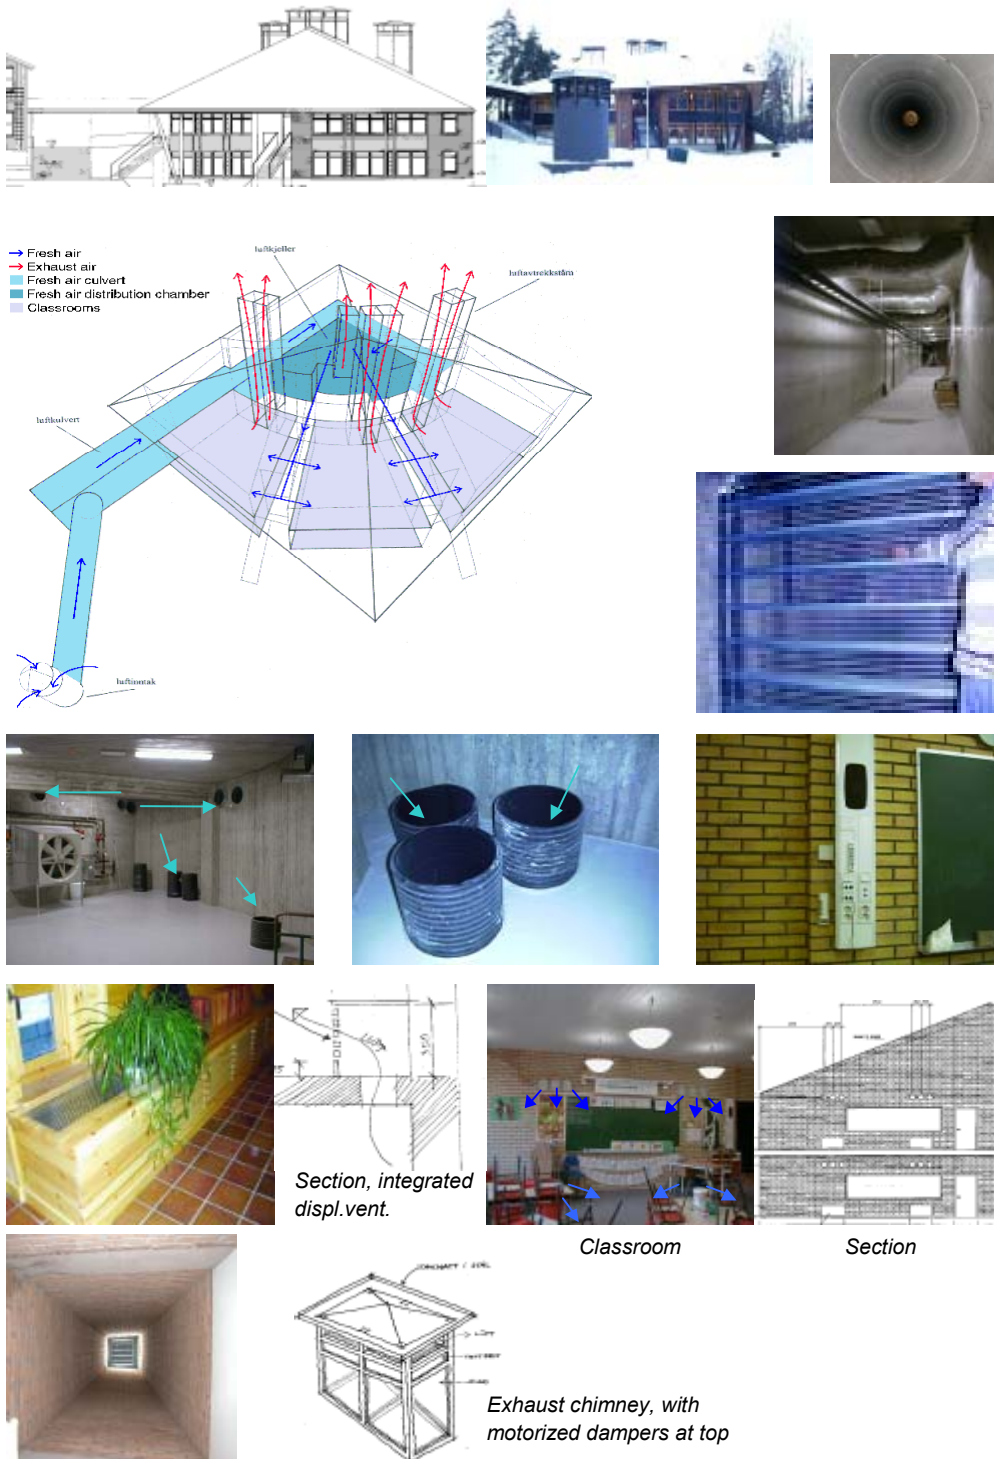 luftkjeller
Fresh air
Exhaust air
Fresh air culvert
Fresh air distribution chamber
Classrooms
luftavtrekkstårn
luftkulvert
luftinntak
Section, integrated
displ.vent.
Classroom
Section
Exhaust chimney, with
motorized dampers at top